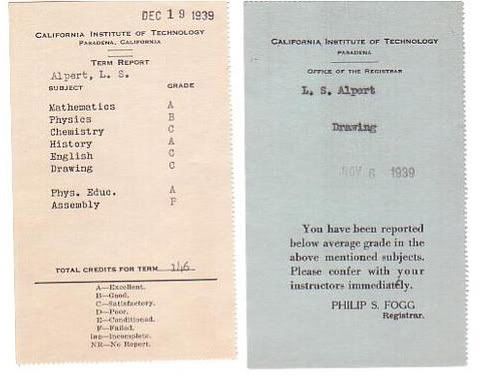 DEC 19 1939
CALIFORNIA INSTITUTE OF TECHNOLOGY
PASADENA, CALIFORNIA
TERM REPORT
Alpert, L. S.
SUBJECT GRADE
Mathematics A
Physics B
Chemistry C
History A
English C
Drawing C
Phys. Educ. A
Assembly F
TOTAL CREDITS FOR TERM 146
A—Excellent.
B—Good.
C—Satisfactory.
D—Poor.
E—Conditioned.
F—Failed.
Inc—Incomplete.
NR—No Report.
CALIFORNIA INSTITUTE OF TECHNOLOGY
PASADENA
OFFICE OF THE REGISTRAR
L. S. Alpert
Drawing
NOV 6 1939
You have been reported
below average grade in the
above mentioned subjects.
Please confer with your
instructors immediately.
PHILIP S. FOGG
Registrar.